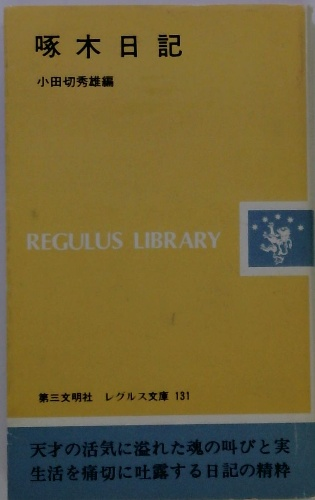 啄木日記
小田切秀雄編
REGULUS LIBRARY
第三文明社 レグルス文庫 131
天才の活気に溢れた魂の叫びと実
生活を痛切に吐露する日記の精粋